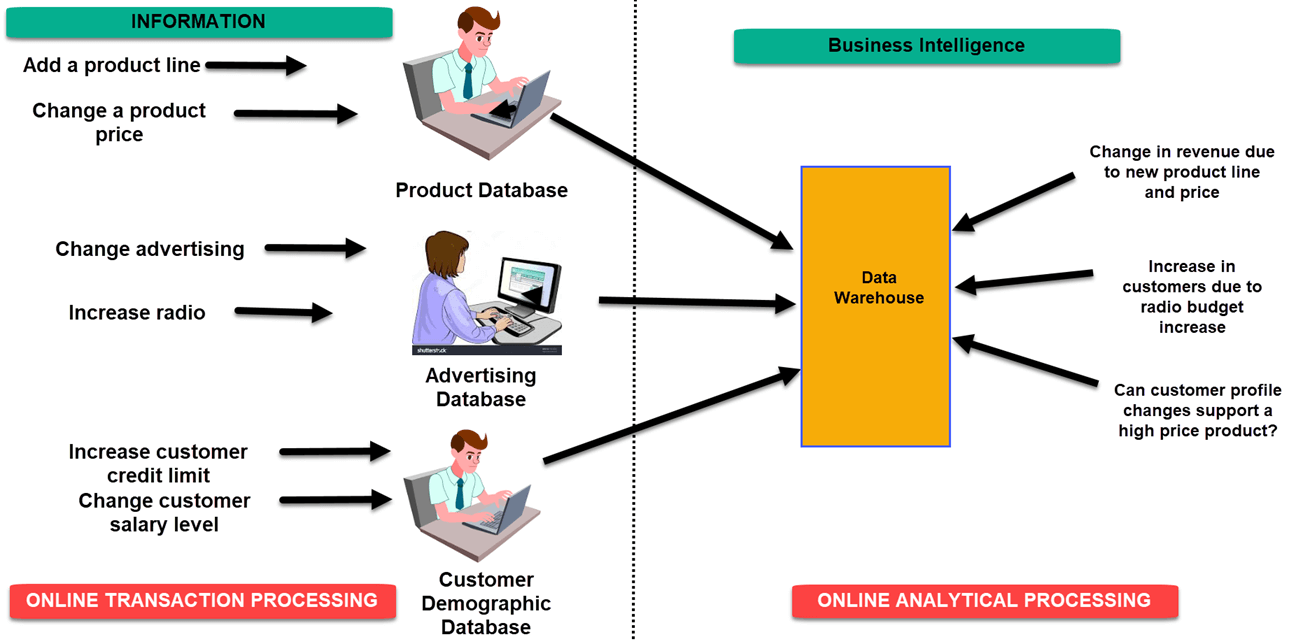 INFORMATION
Add a product line
Change a product
price
Product Database
Change advertising
Increase radio
shutterstock
Advertising
Database
Increase customer
credit limit
Change customer
salary level
Customer
Demographic
Database
ONLINE TRANSACTION PROCESSING
Business Intelligence
Data
Warehouse
Change in revenue due
to new product line
and price
Increase in
customers due to
radio budget
increase
Can customer profile
changes support a
high price product?
ONLINE ANALYTICAL PROCESSING